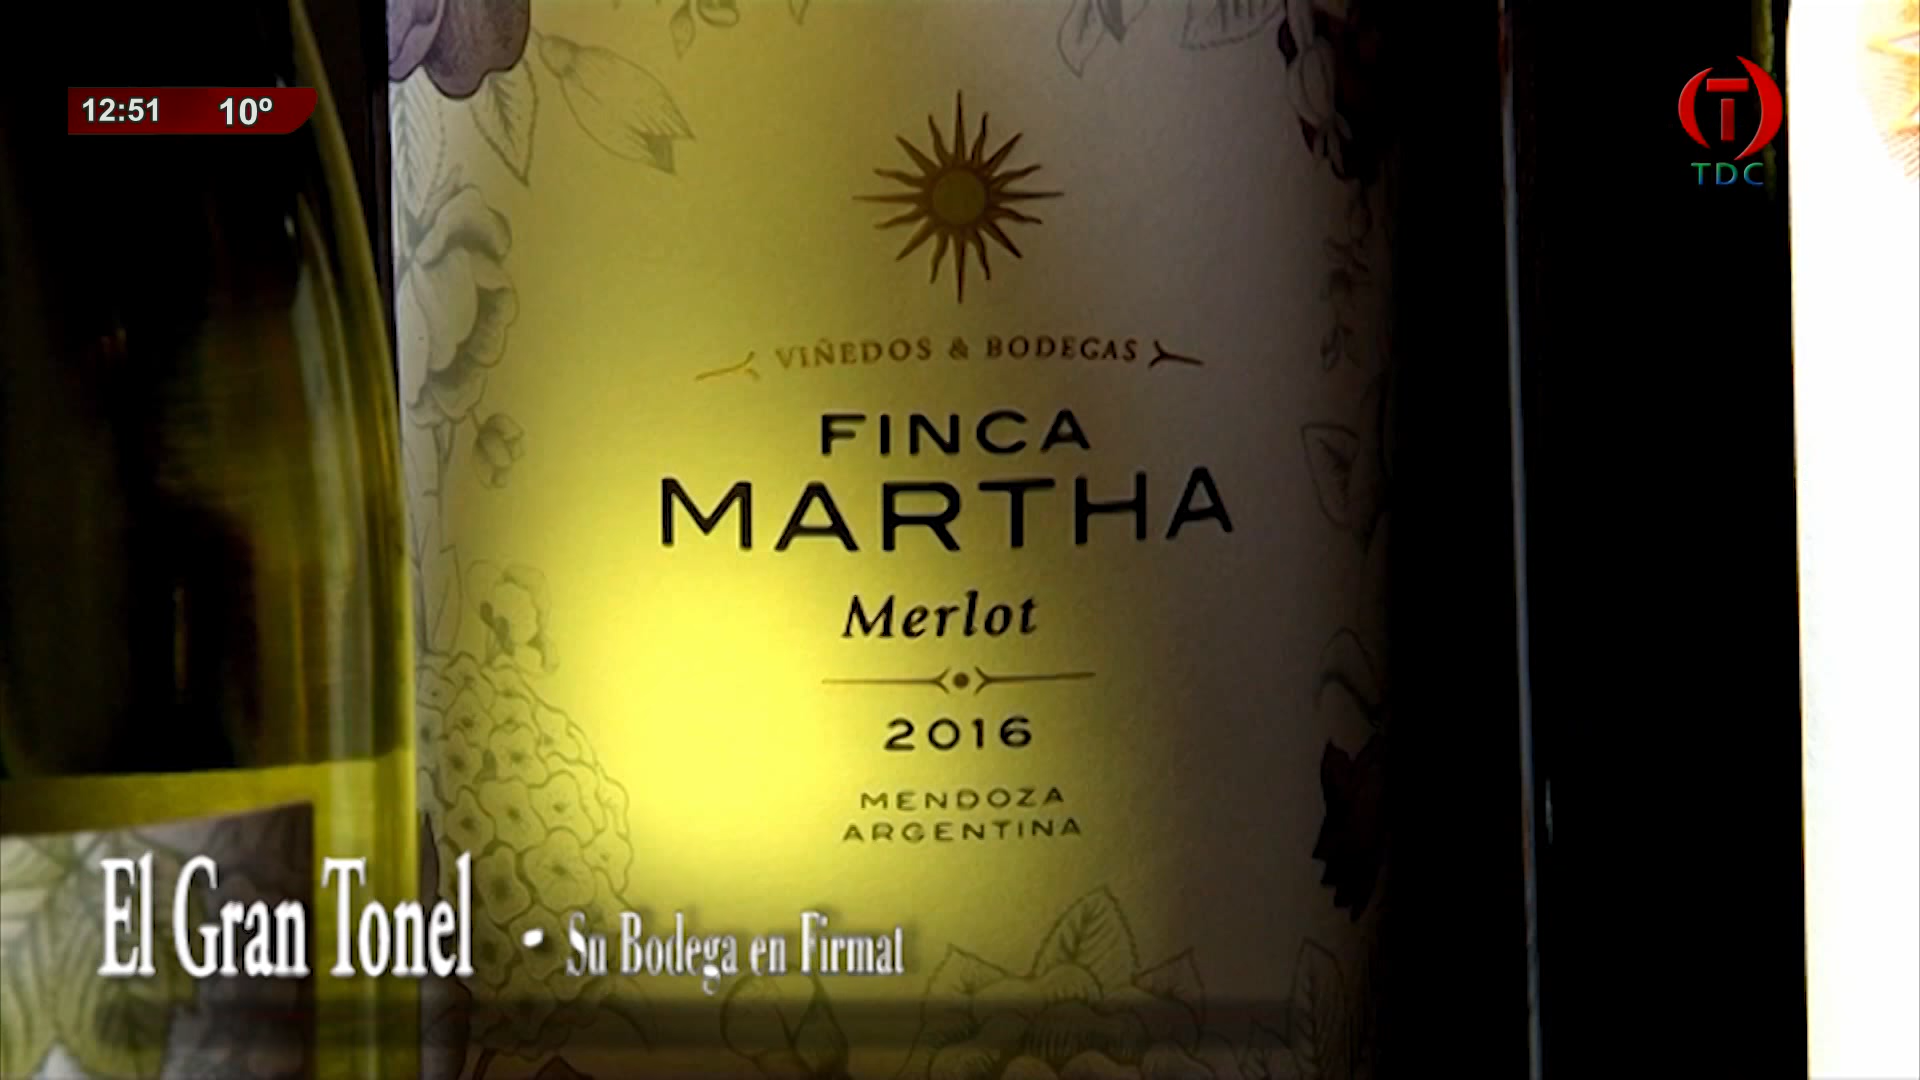 12:51 10º
T
TDC
VIÑEDOS & BODEGAS
FINCA
MARTHA
Merlot
2016
MENDOZA
ARGENTINA
El Gran Tonel - Su Bodega en Firmat